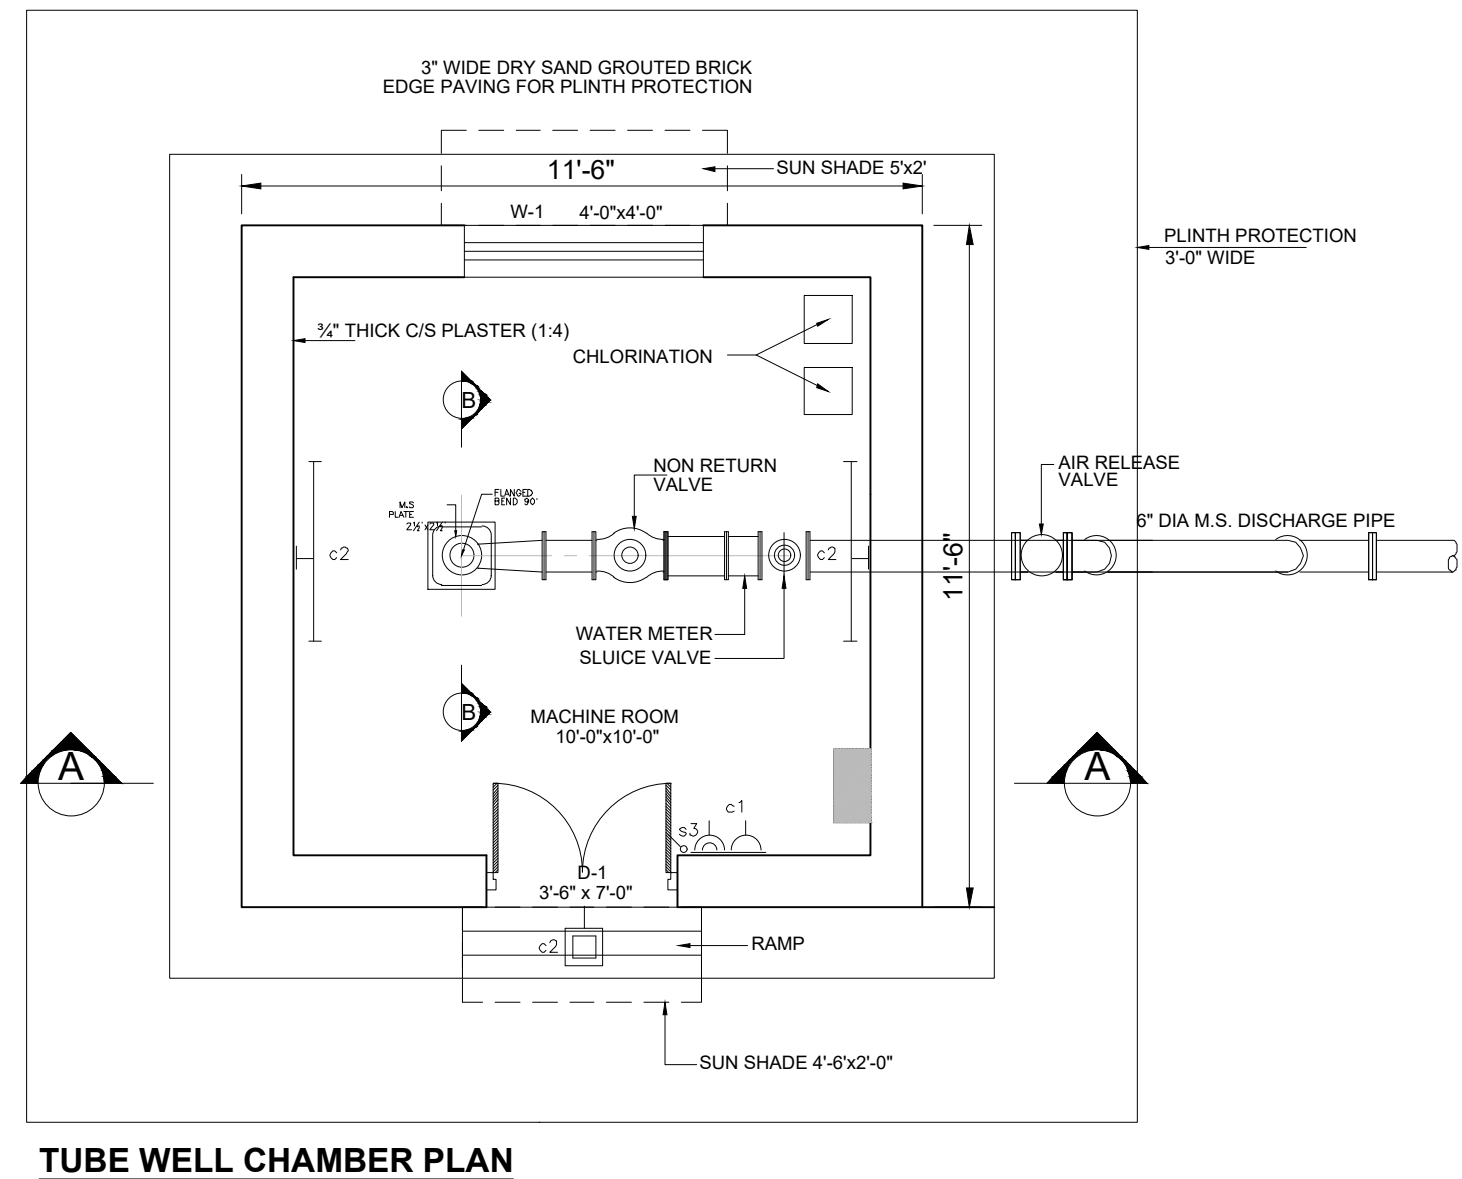 3" WIDE DRY SAND GROUTED BRICK
EDGE PAVING FOR PLINTH PROTECTION
11'-6"
SUN SHADE 5'x2'
W-1 4'-0"x4'-0"
PLINTH PROTECTION
3'-0" WIDE
¾" THICK C/S PLASTER (1:4)
CHLORINATION
B
NON RETURN
VALVE
AIR RELEASE
VALVE
FLANGED
BEND 90°
M.S
PLATE
2½'x2½'
6" DIA M.S. DISCHARGE PIPE
c2
c2
11'-6"
WATER METER
SLUICE VALVE
B
MACHINE ROOM
10'-0"x10'-0"
A
A
c1
s3
D-1
3'-6" x 7'-0"
c2
RAMP
SUN SHADE 4'-6'x2'-0"
TUBE WELL CHAMBER PLAN